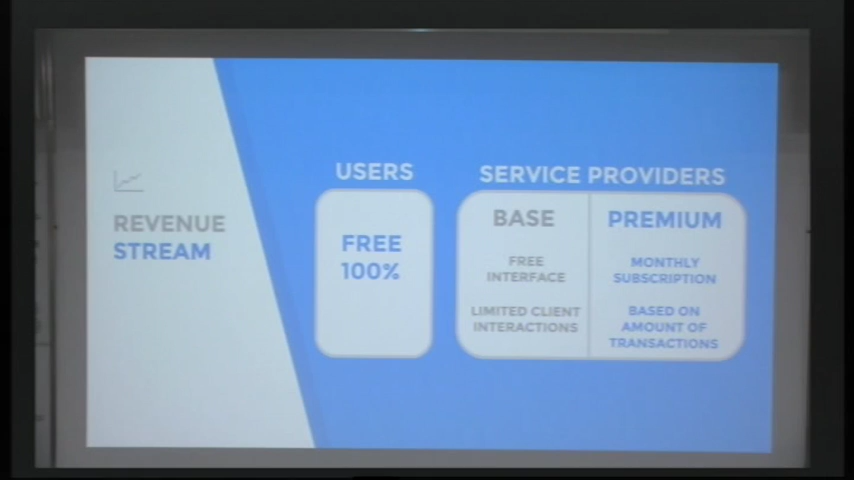 REVENUE
STREAM
USERS
FREE
100%
SERVICE PROVIDERS
BASE
FREE
INTERFACE
LIMITED CLIENT
INTERACTIONS
PREMIUM
MONTHLY
SUBSCRIPTION
BASED ON
AMOUNT OF
TRANSACTIONS